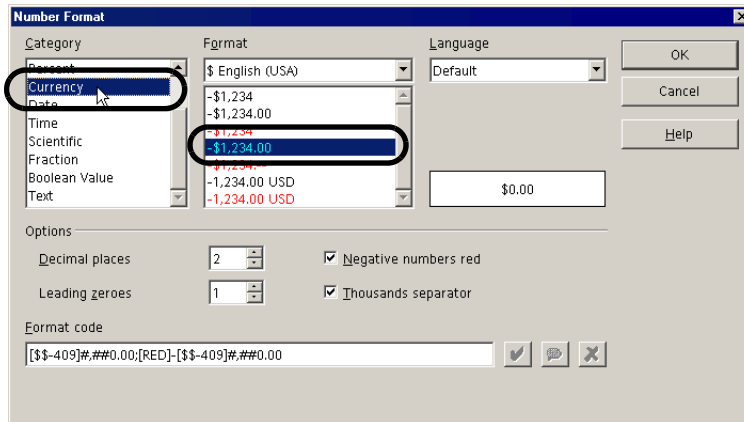 Number Format
Category
Percent
Currency
Date
Time
Scientific
Fraction
Boolean Value
Text
Format
$ English (USA)
-$1,234
-$1,234.00
-$1,234
-$1,234.00
-$1,234.--
-1,234.00 USD
-1,234.00 USD
Language
Default
$0.00
OK
Cancel
Help
Options
Decimal places 2
Negative numbers red
Leading zeroes 1
Thousands separator
Format code
[$$-409]#,##0.00;[RED]-[$$-409]#,##0.00